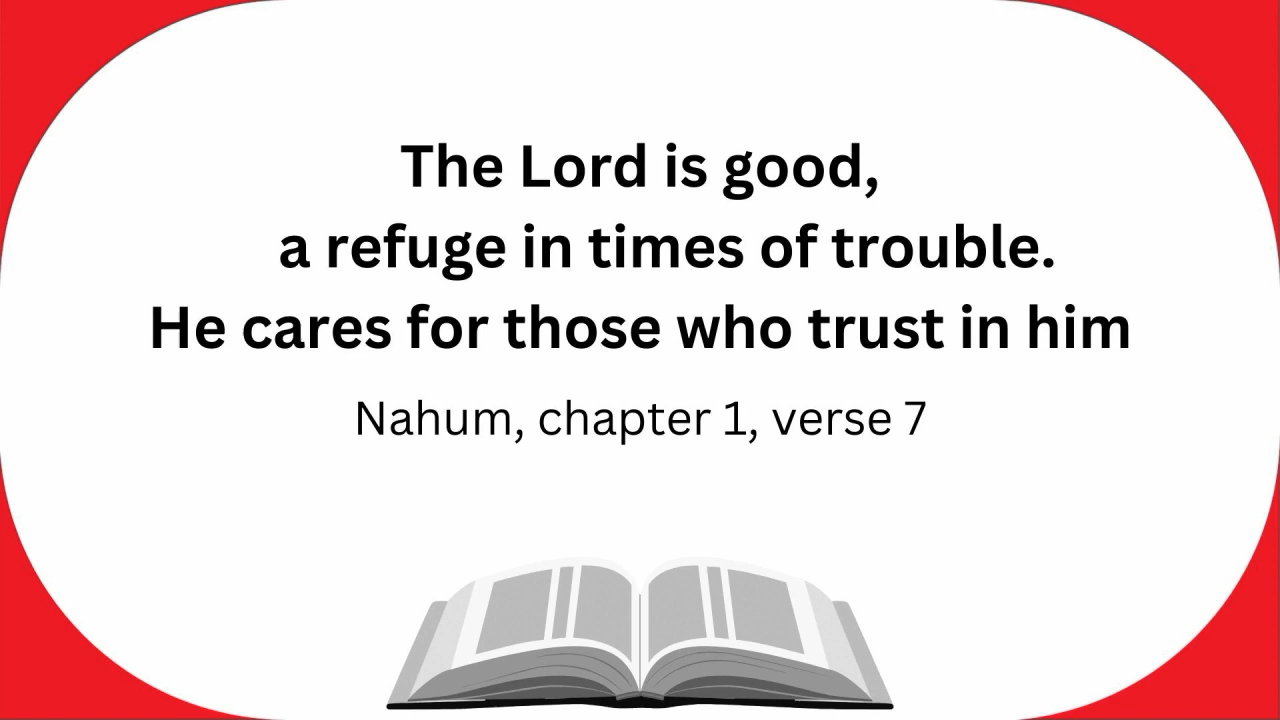 The Lord is good,
a refuge in times of trouble.
He cares for those who trust in him
Nahum, chapter 1, verse 7